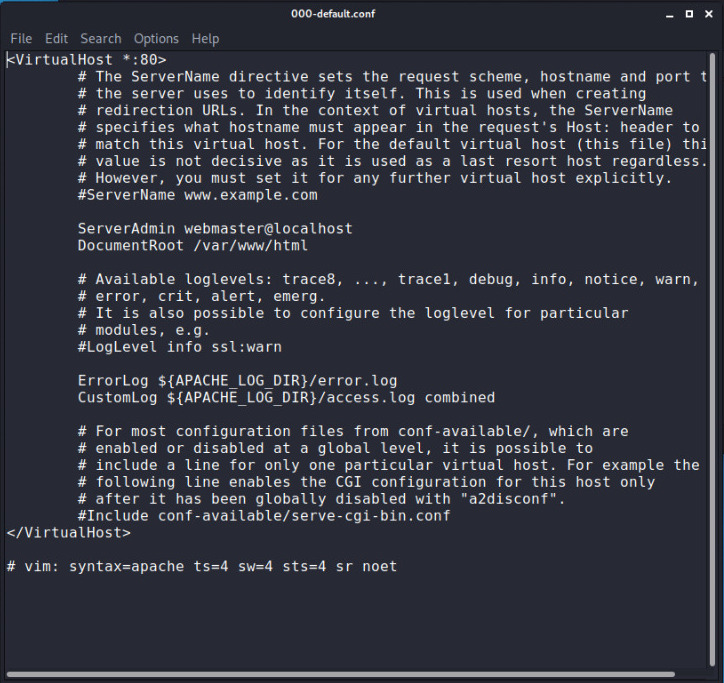 000-default.conf
File Edit Search Options Help
<VirtualHost *:80>
# The ServerName directive sets the request scheme, hostname and port t
# the server uses to identify itself. This is used when creating
# redirection URLs. In the context of virtual hosts, the ServerName
# specifies what hostname must appear in the request's Host: header to
# match this virtual host. For the default virtual host (this file) thi
# value is not decisive as it is used as a last resort host regardless.
# However, you must set it for any further virtual host explicitly.
#ServerName www.example.com
ServerAdmin webmaster@localhost
DocumentRoot /var/www/html
# Available loglevels: trace8, ..., trace1, debug, info, notice, warn,
# error, crit, alert, emerg.
# It is also possible to configure the loglevel for particular
# modules, e.g.
#LogLevel info ssl:warn
ErrorLog ${APACHE_LOG_DIR}/error.log
CustomLog ${APACHE_LOG_DIR}/access.log combined
# For most configuration files from conf-available/, which are
# enabled or disabled at a global level, it is possible to
# include a line for only one particular virtual host. For example the
# following line enables the CGI configuration for this host only
# after it has been globally disabled with "a2disconf".
#Include conf-available/serve-cgi-bin.conf
</VirtualHost>
# vim: syntax=apache ts=4 sw=4 sts=4 sr noet